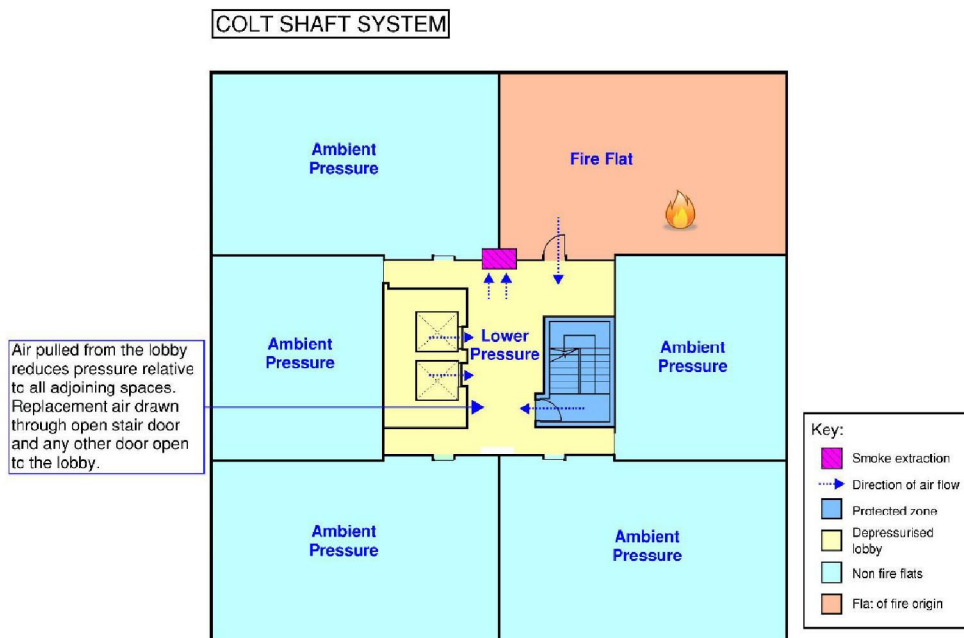 COLT SHAFT SYSTEM
Ambient
Pressure
Fire Flat
Lower
Pressure
Ambient
Pressure
Ambient
Pressure
Air pulled from the lobby
reduces pressure relative
to all adjoining spaces.
Replacement air drawn
through open stair door
and any other door open
to the lobby.
Ambient
Pressure
Ambient
Pressure
Key:
Smoke extraction
Direction of air flow
Protected zone
Depressurised
lobby
Non fire flats
Flat of fire origin